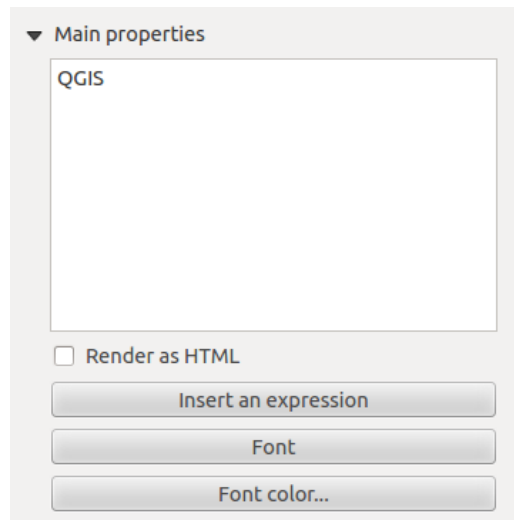 Main properties
QGIS
Render as HTML
Insert an expression
Font
Font color...